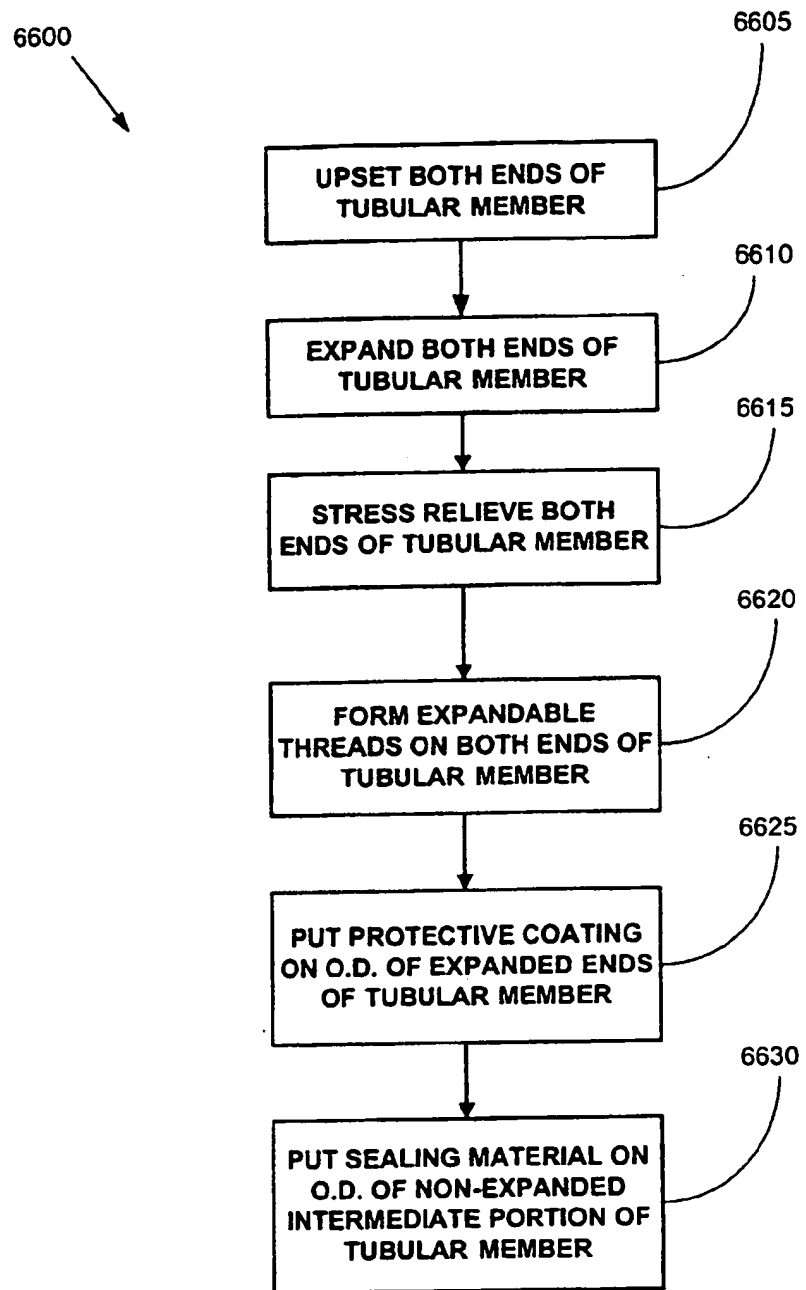 6600
6605
UPSET BOTH ENDS OF
TUBULAR MEMBER
6610
EXPAND BOTH ENDS OF
TUBULAR MEMBER
6615
STRESS RELIEVE BOTH
ENDS OF TUBULAR MEMBER
6620
FORM EXPANDABLE
THREADS ON BOTH ENDS OF
TUBULAR MEMBER
6625
PUT PROTECTIVE COATING
ON O.D. OF EXPANDED ENDS
OF TUBULAR MEMBER
6630
PUT SEALING MATERIAL ON
O.D. OF NON-EXPANDED
INTERMEDIATE PORTION OF
TUBULAR MEMBER